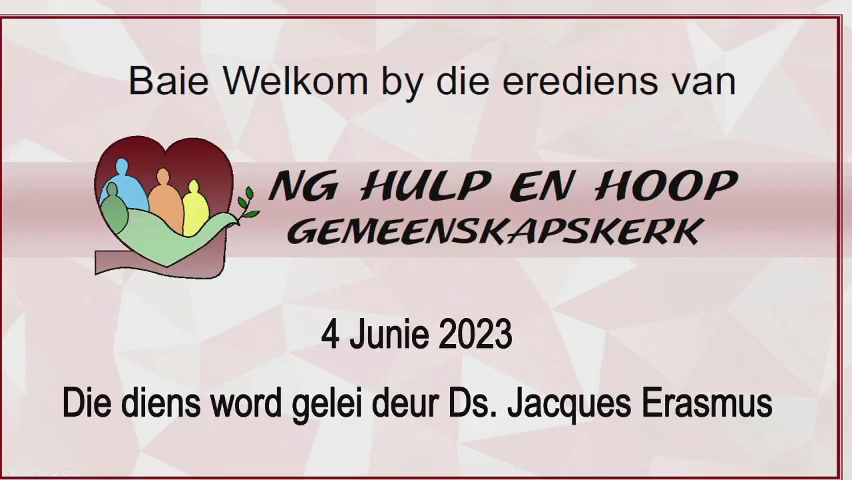 Baie Welkom by die erediens van
NG HULP EN HOOP
GEMEENSKAPSKERK
4 Junie 2023
Die diens word gelei deur Ds. Jacques Erasmus